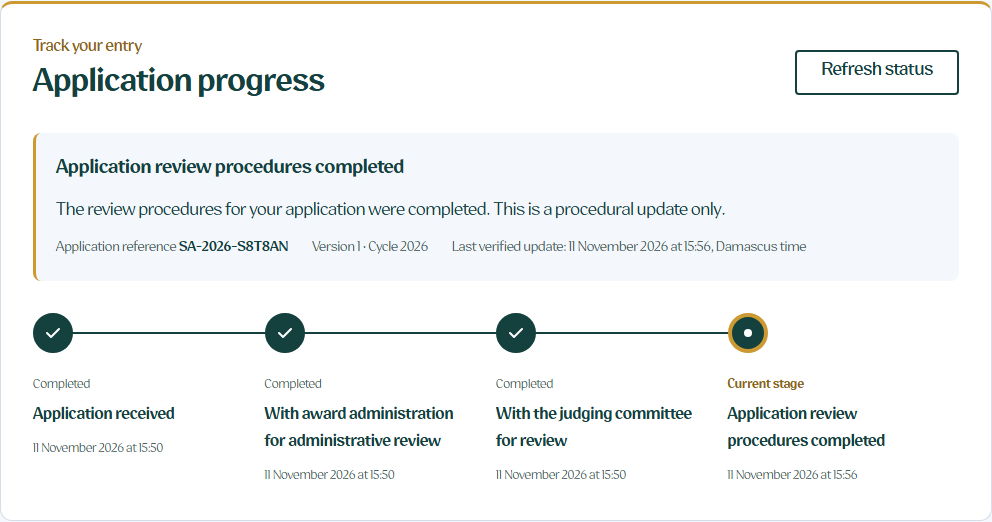 Track your entry
Application progress
Refresh status
Application review procedures completed
The review procedures for your application were completed. This is a procedural update only.
Application reference SA-2026-S8T8AN Version 1 · Cycle 2026 Last verified update: 11 November 2026 at 15:56, Damascus time
Completed
Application received
11 November 2026 at 15:50
Completed
With award administration
for administrative review
11 November 2026 at 15:50
Completed
With the judging committee
for review
11 November 2026 at 15:50
Current stage
Application review
procedures completed
11 November 2026 at 15:56